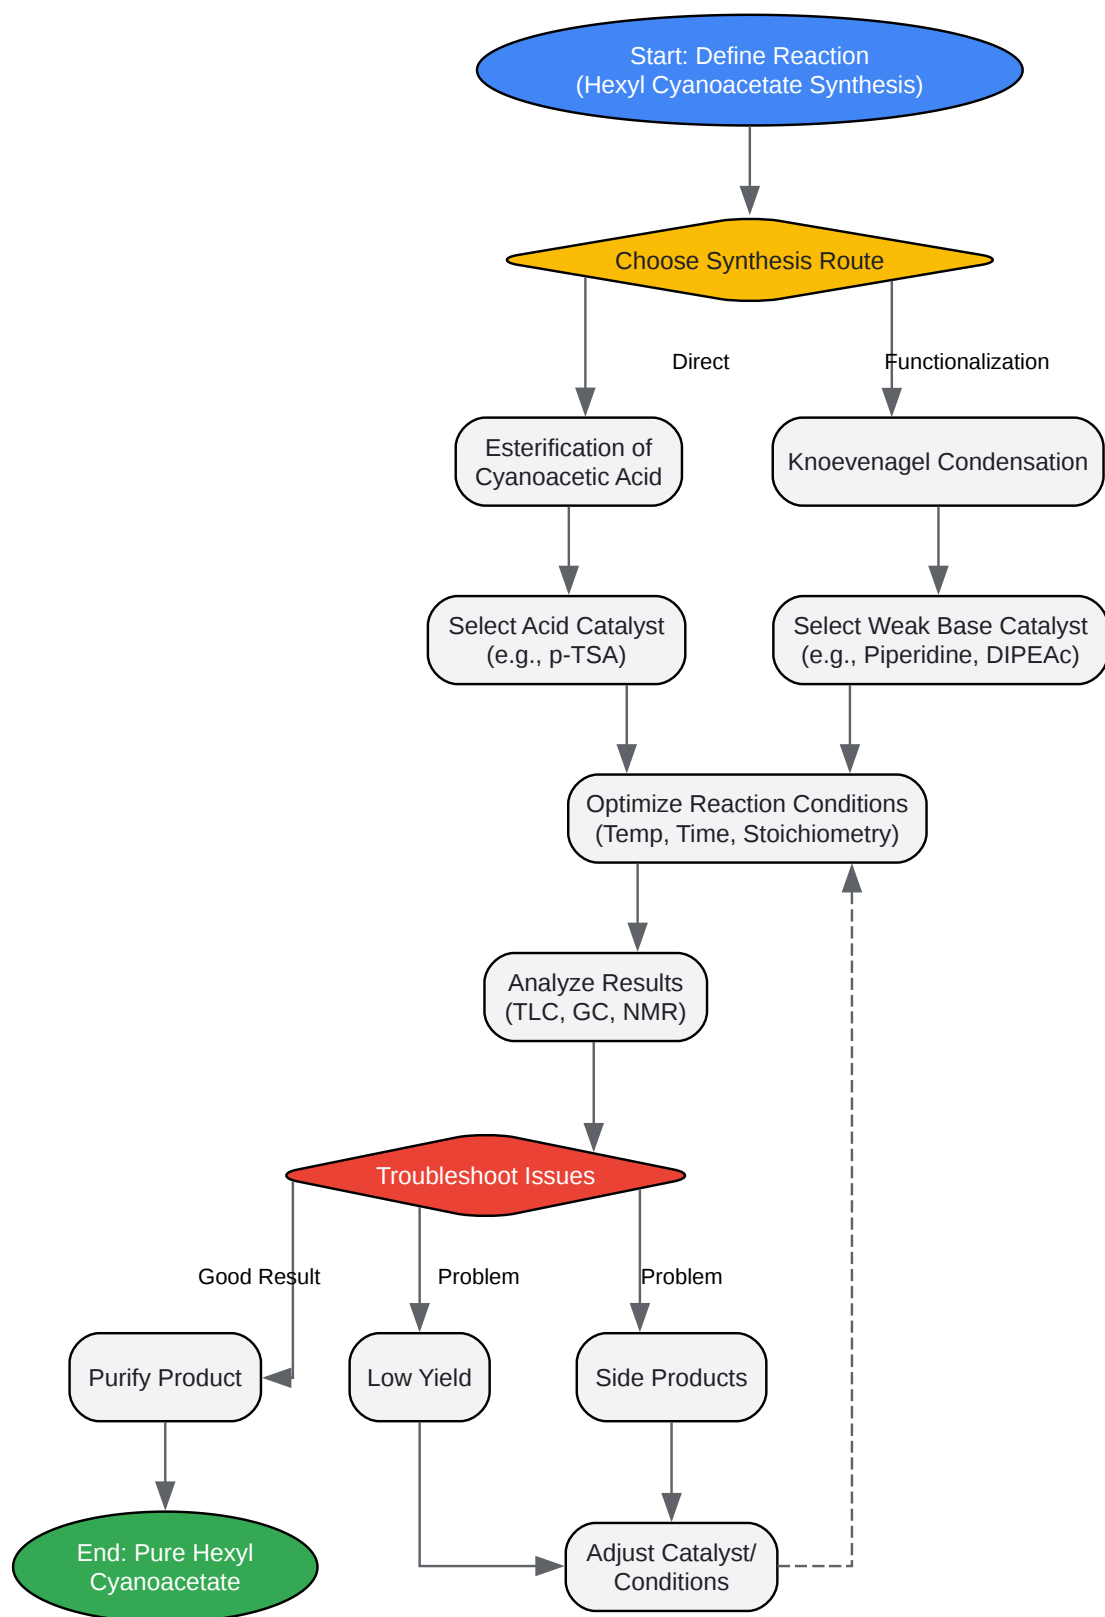 Start: Define Reaction
(Hexyl Cyanoacetate Synthesis)
Choose Synthesis Route
Direct
Functionalization
Esterification of
Cyanoacetic Acid
Knoevenagel Condensation
Select Acid Catalyst
(e.g., p-TSA)
Select Weak Base Catalyst
(e.g., Piperidine, DIPEAc)
Optimize Reaction Conditions
(Temp, Time, Stoichiometry)
Analyze Results
(TLC, GC, NMR)
Troubleshoot Issues
Good Result
Problem
Problem
Purify Product
Low Yield
Side Products
End: Pure Hexyl
Cyanoacetate
Adjust Catalyst/
Conditions